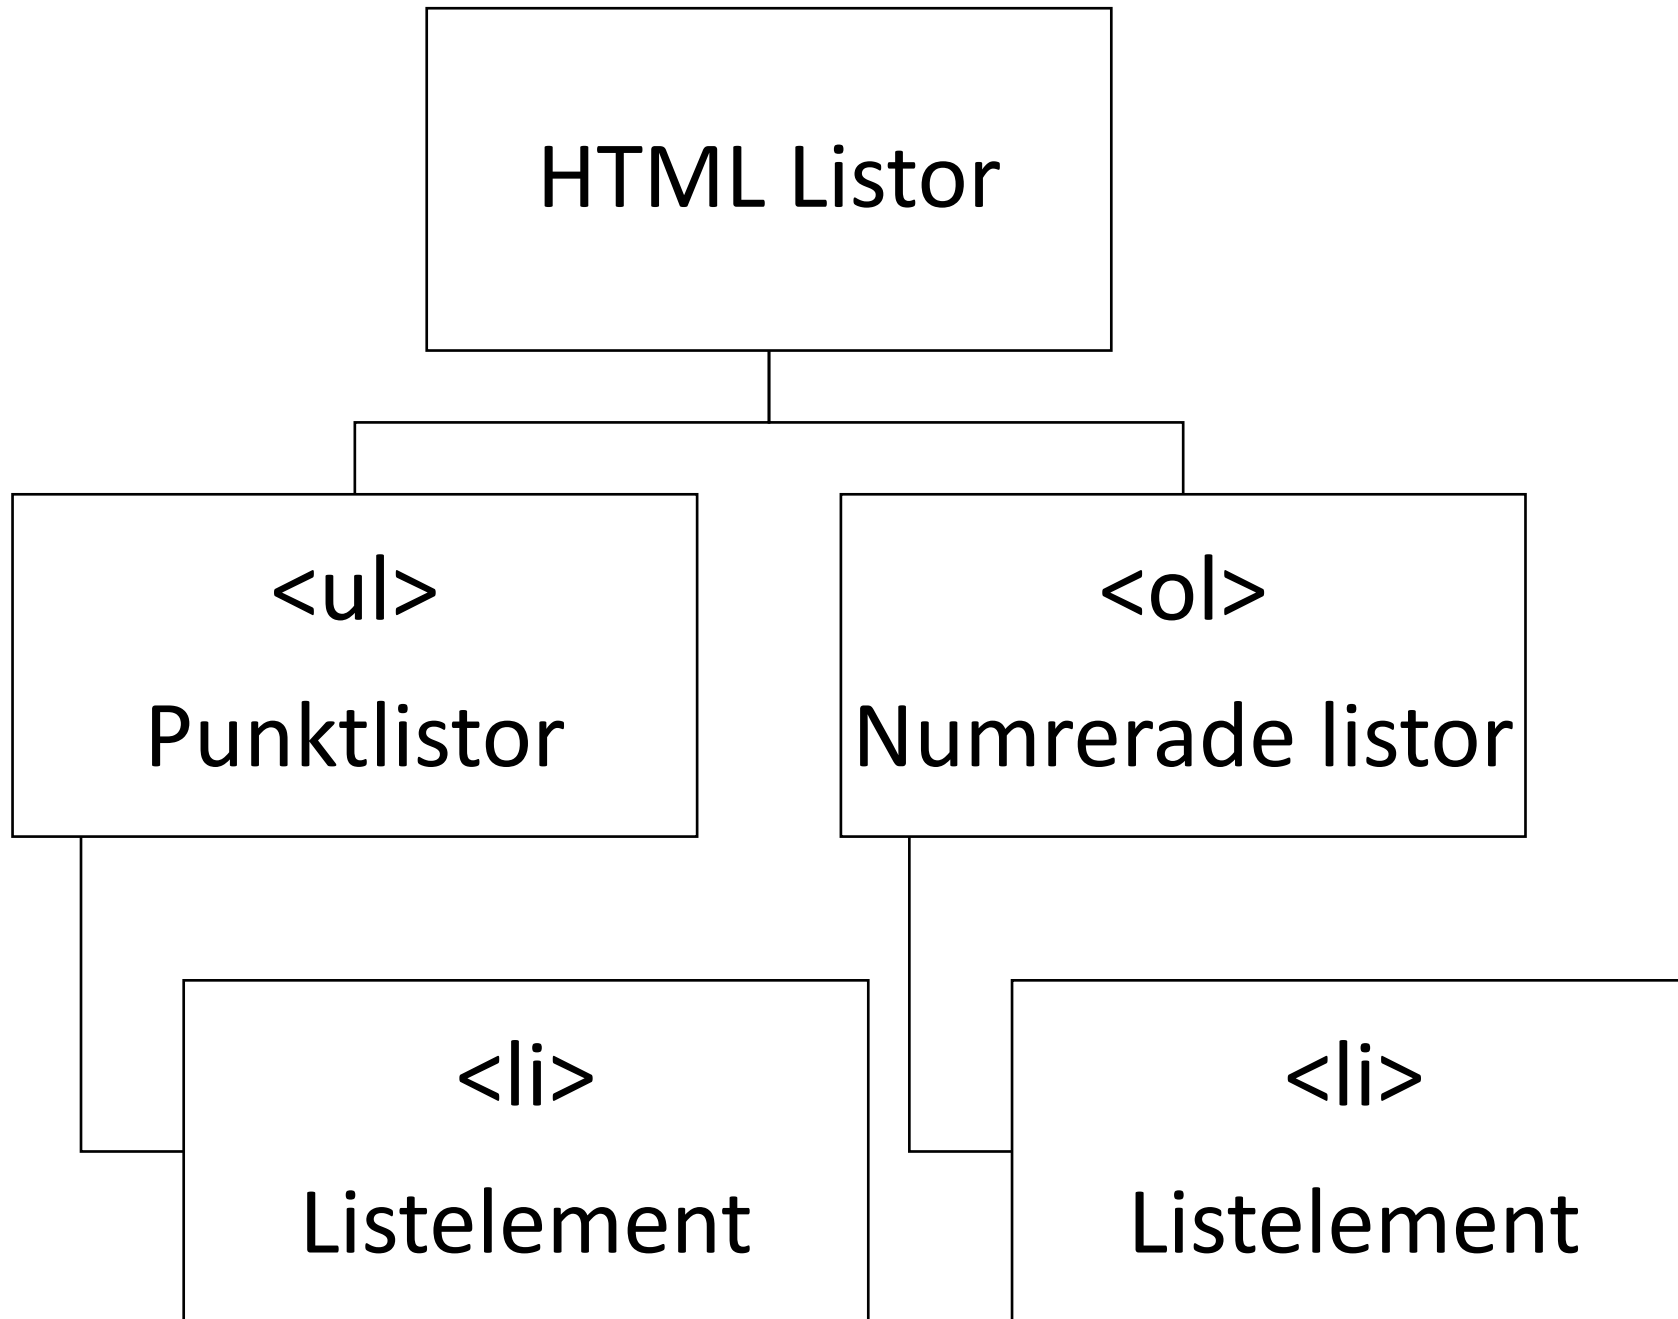 HTML Listor
<ul>
Punktlistor
<ol>
Numrerade listor
<li>
Listelement
<li>
Listelement